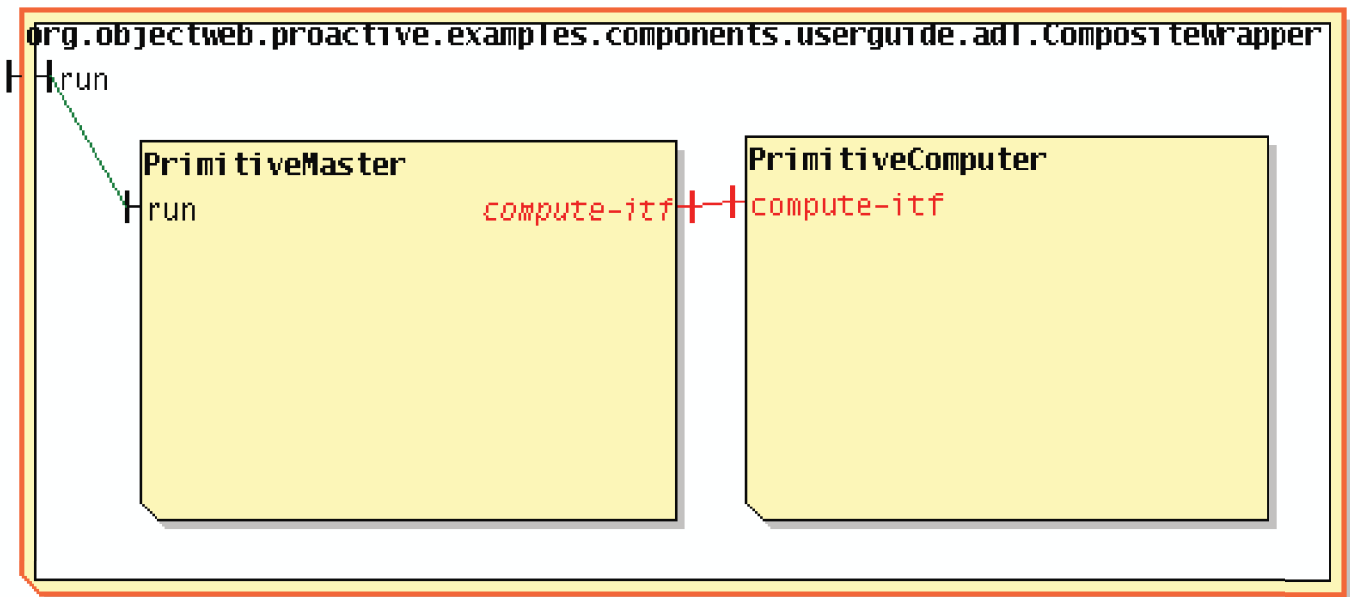 org.objectweb.proactive.examples.components.userguide.adl.CompositeWrapper
run
PrimitiveMaster
PrimitiveComputer
run
compute-itf
compute-itf